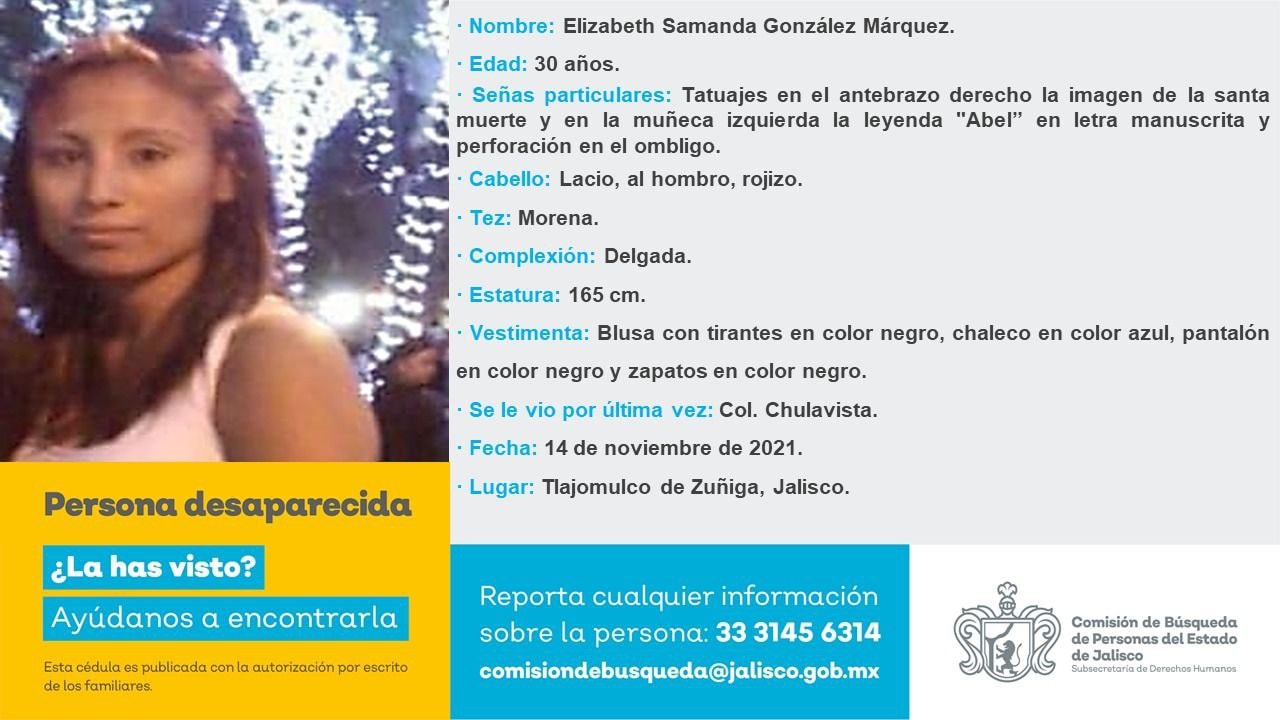 · Nombre: Elizabeth Samanda González Márquez.
· Edad: 30 años.
· Señas particulares: Tatuajes en el antebrazo derecho la imagen de la santa
muerte y en la muñeca izquierda la leyenda "Abel” en letra manuscrita y
perforación en el ombligo.
· Cabello: Lacio, al hombro, rojizo.
· Tez: Morena.
· Complexión: Delgada.
· Estatura: 165 cm.
· Vestimenta: Blusa con tirantes en color negro, chaleco en color azul, pantalón
en color negro y zapatos en color negro.
· Se le vio por última vez: Col. Chulavista.
· Fecha: 14 de noviembre de 2021.
· Lugar: Tlajomulco de Zuñiga, Jalisco.
Persona desaparecida
¿La has visto?
Ayúdanos a encontrarla
Esta cédula es publicada con la autorización por escrito
de los familiares.
Reporta cualquier información
sobre la persona: 33 3145 6314
comisiondebusqueda@jalisco.gob.mx
Comisión de Búsqueda
de Personas del Estado
de Jalisco
Subsecretaría de Derechos Humanos